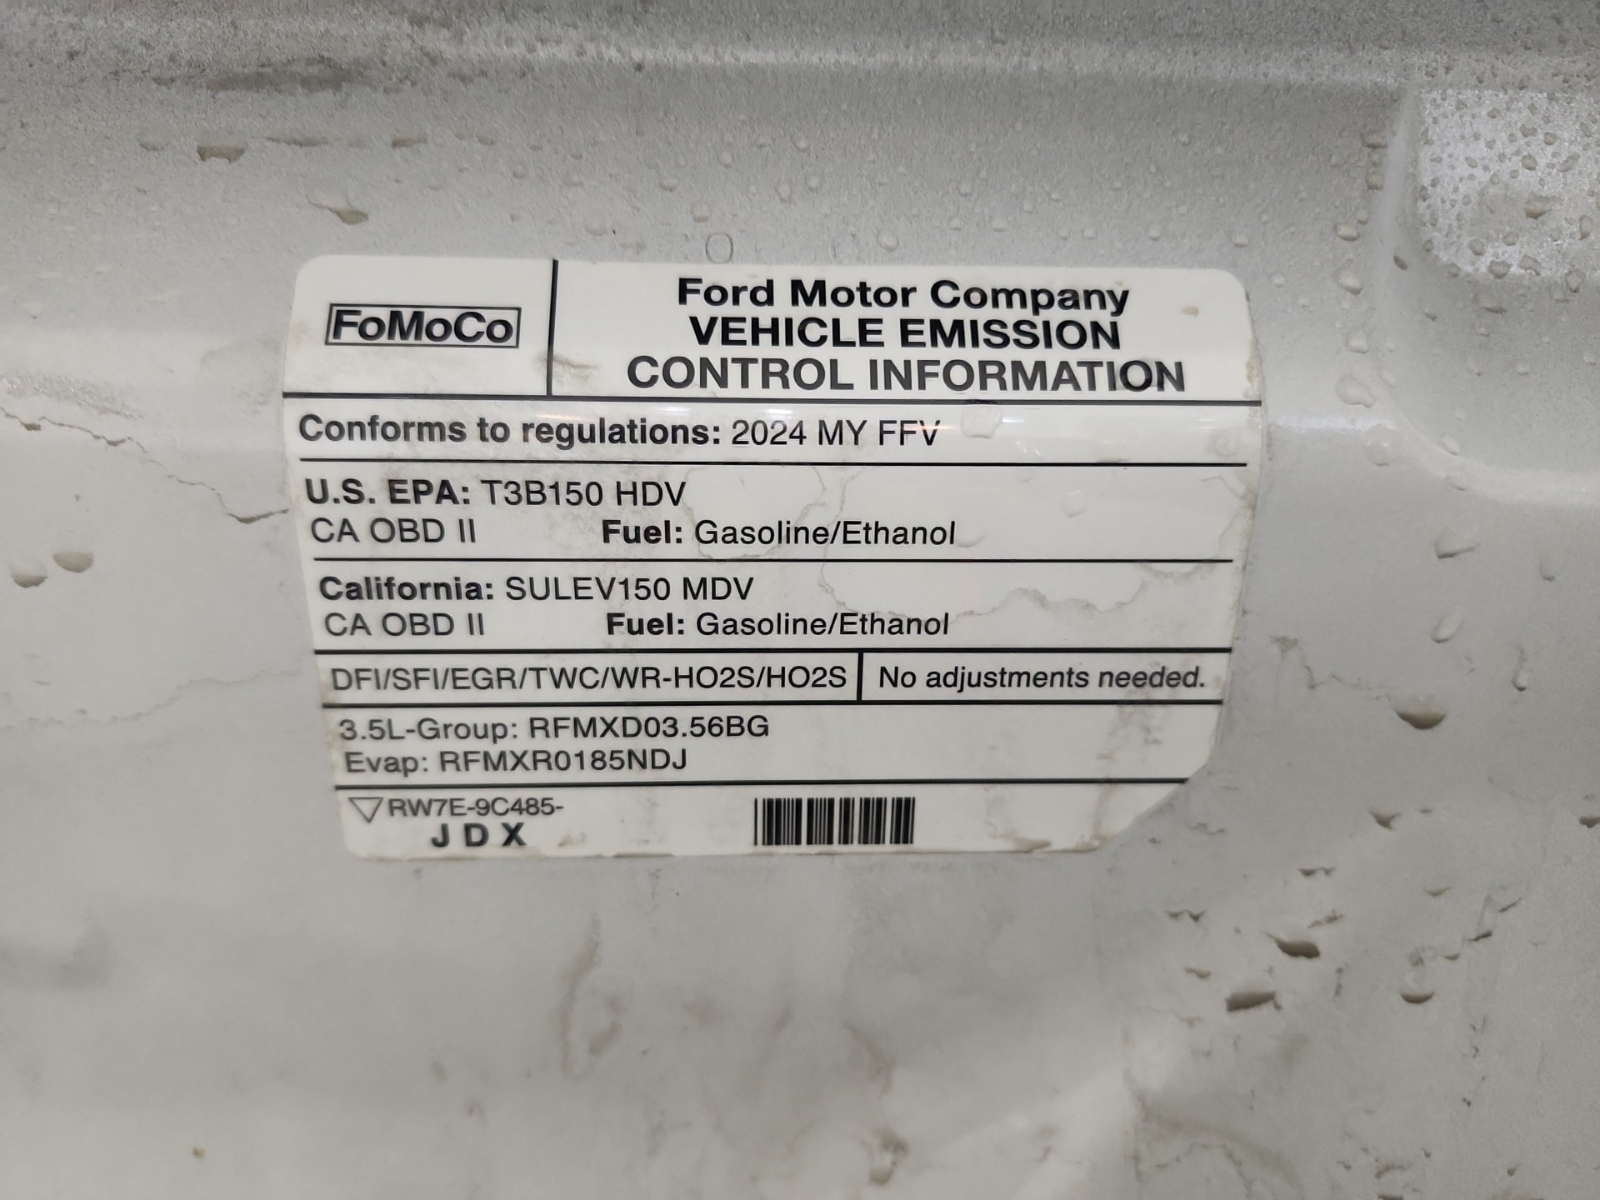 FoMoCo
Ford Motor Company
VEHICLE EMISSION
CONTROL INFORMATION
Conforms to regulations: 2024 MY FFV
U.S. EPA: T3B150 HDV
CA OBD II Fuel: Gasoline/Ethanol
California: SULEV150 MDV
CA OBD II Fuel: Gasoline/Ethanol
DFI/SFI/EGR/TWC/WR-HO2S/HO2S No adjustments needed.
3.5L-Group: RFMXD03.56BG
Evap: RFMXR0185NDJ
RW7E-9C485-
JDX